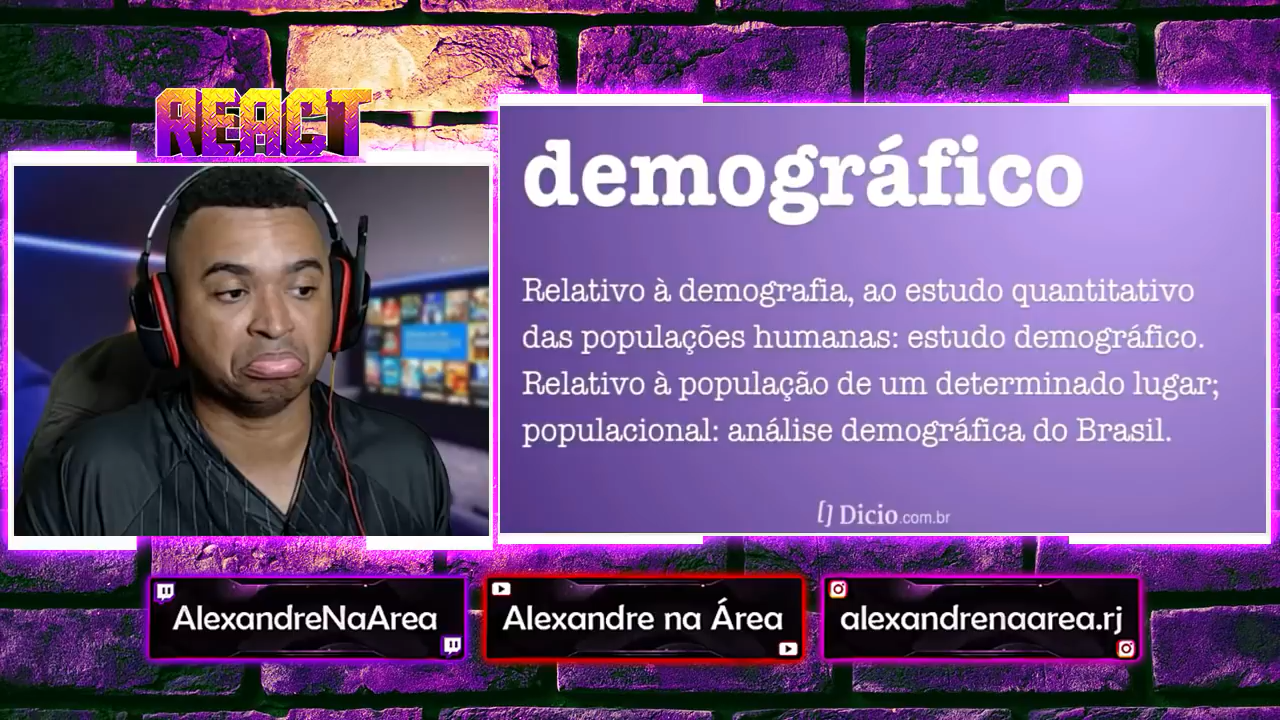 REACT
demográfico
Relativo à demografia, ao estudo quantitativo
das populações humanas: estudo demográfico.
Relativo à população de um determinado lugar;
populacional: análise demográfica do Brasil.
Dicio.com.br
AlexandreNaArea
Alexandre na Área
alexandrenaarea.rj